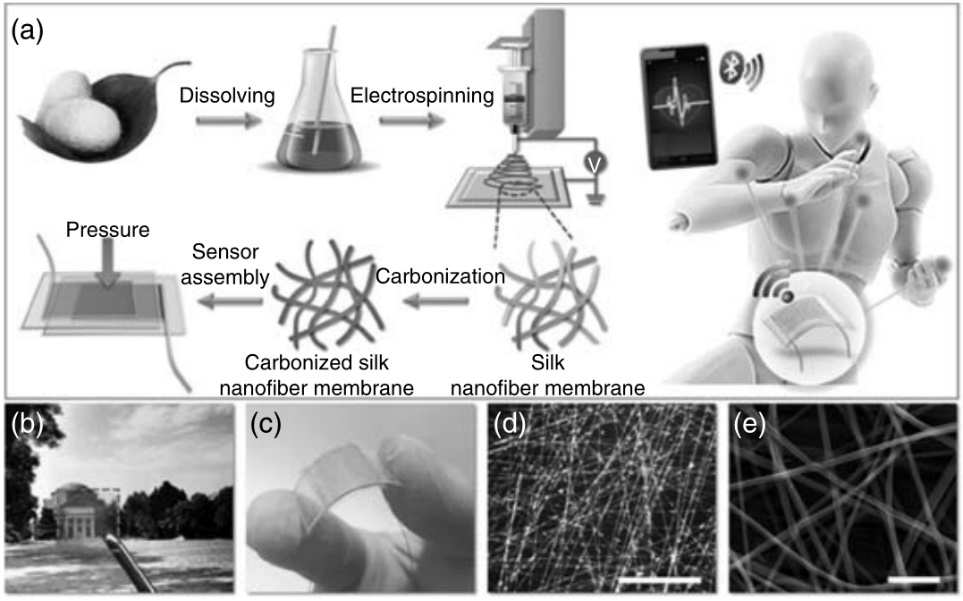 (a)
Dissolving
Electrospinning
V
Pressure
Sensor
assembly
Carbonization
Carbonized silk
nanofiber membrane
Silk
nanofiber membrane
(b)
(c)
(d)
(e)